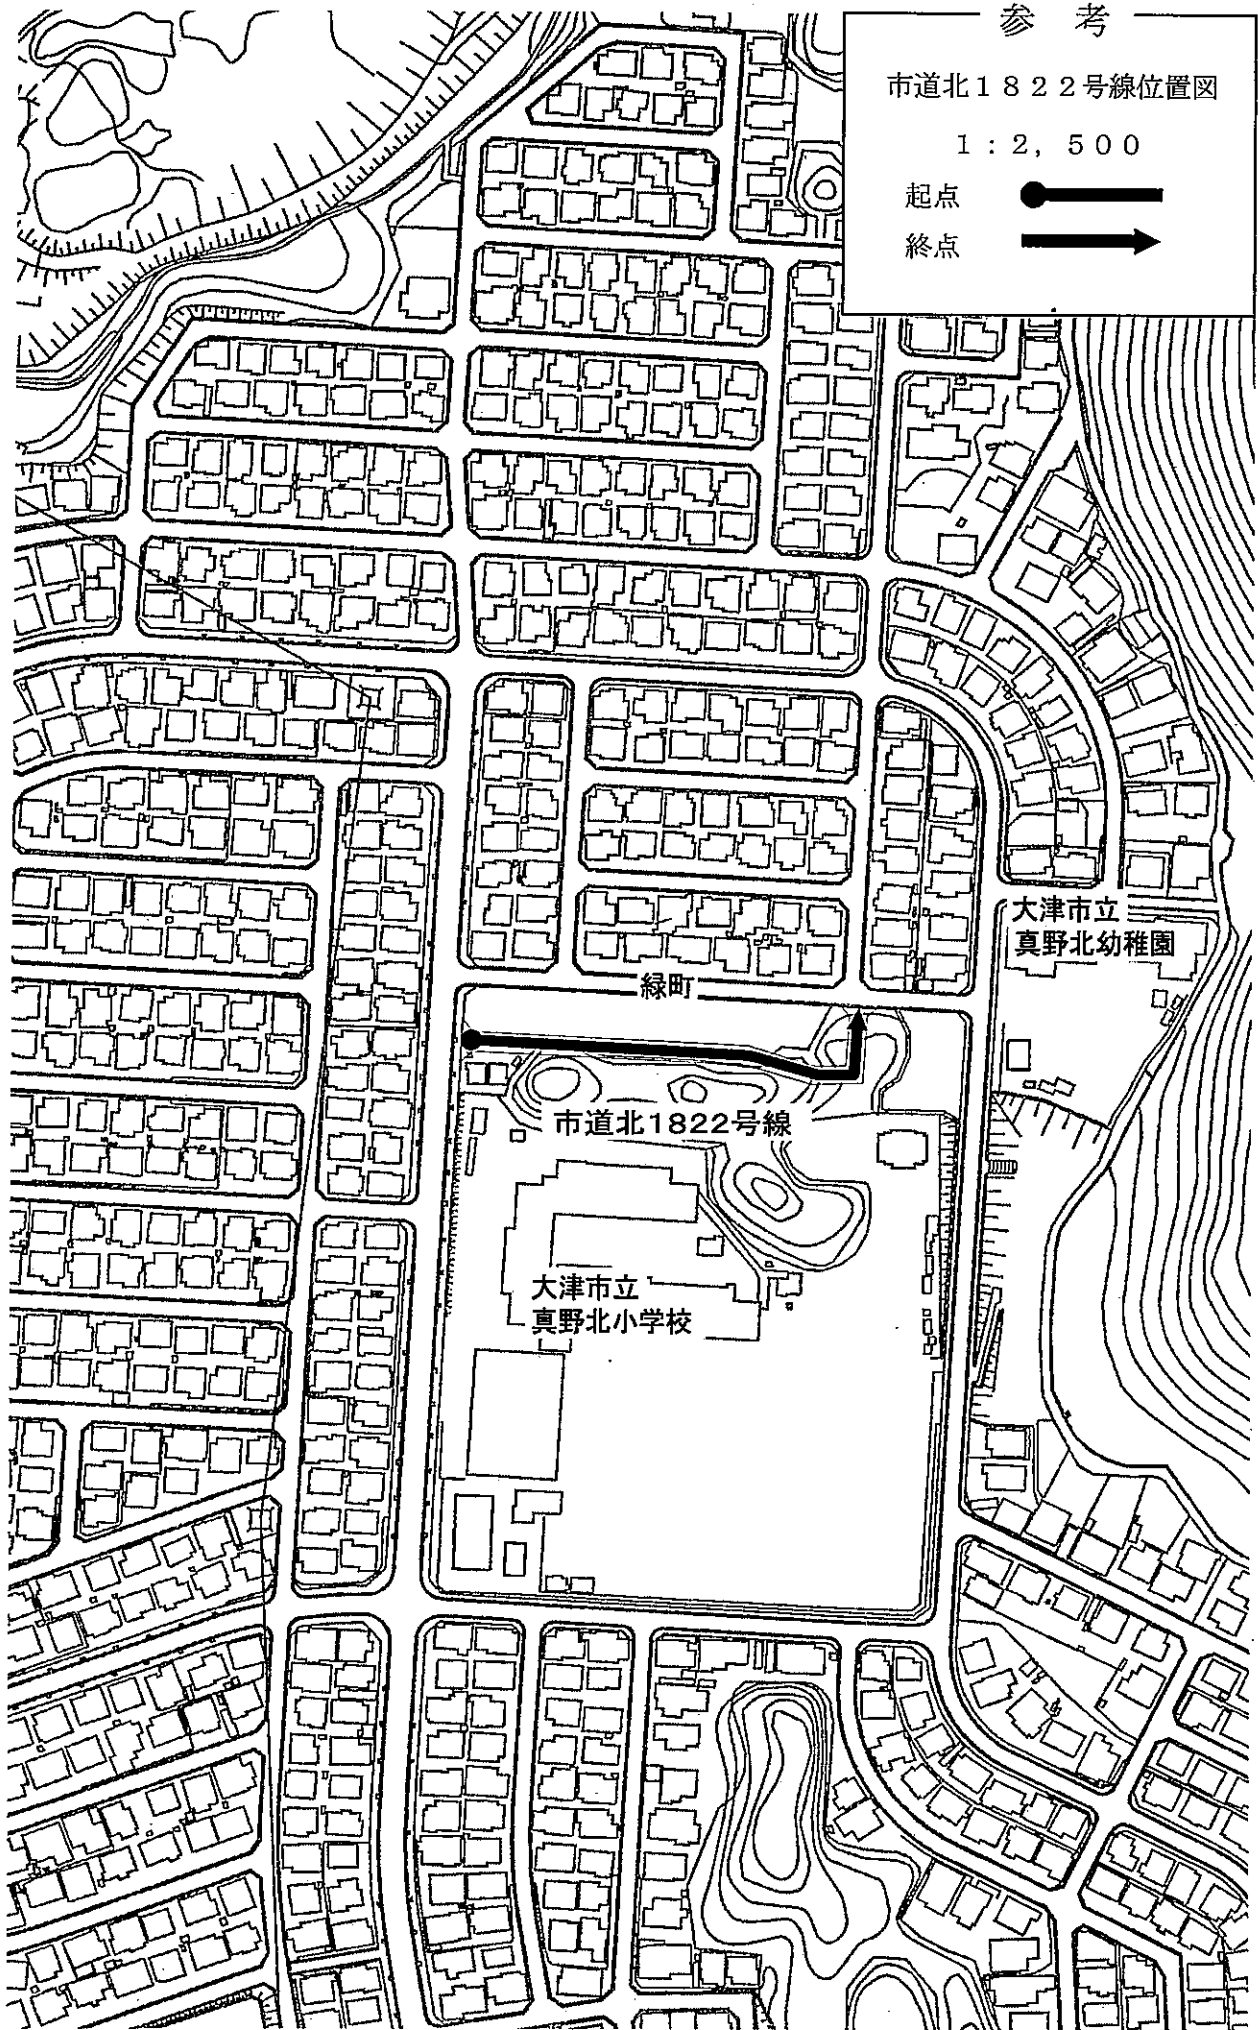 参考
市道北1822号線位置図
1:2,500
起点
終点
大津市立
真野北幼稚園
緑町
市道北1822号線
大津市立
真野北小学校